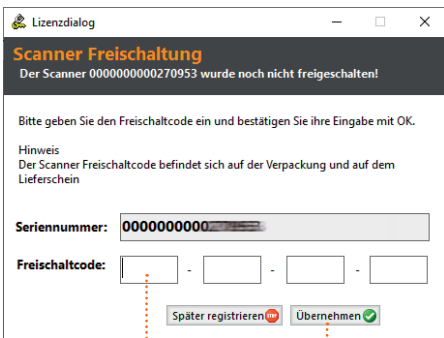 Lizenzdialog
Scanner Freischaltung
Der Scanner 0000000000270953 wurde noch nicht freigeschalten!
Bitte geben Sie den Freischaltcode ein und bestätigen Sie ihre Eingabe mit OK.
Hinweis
Der Scanner Freischaltcode befindet sich auf der Verpackung und auf dem
Lieferschein
Seriennummer: 0000000000
Freischaltcode: - - -
Später registrieren Übernehmen